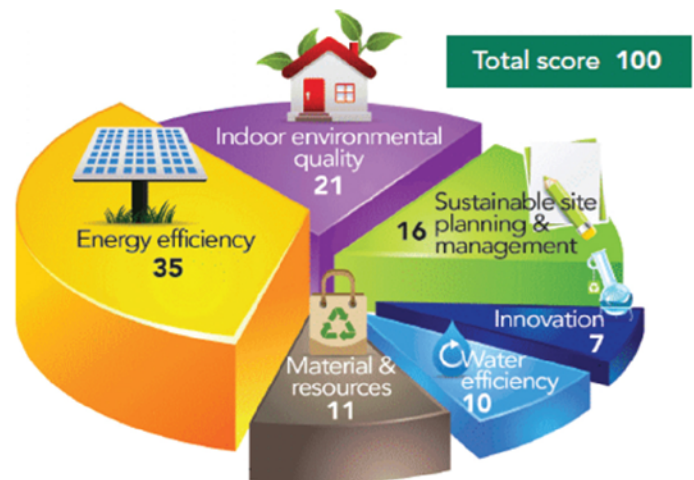 Total score 100
Indoor environmental
quality
21
Sustainable site
16 planning &
management
Energy efficiency
35
Innovation
7
Material &
resources
11
Water
efficiency
10